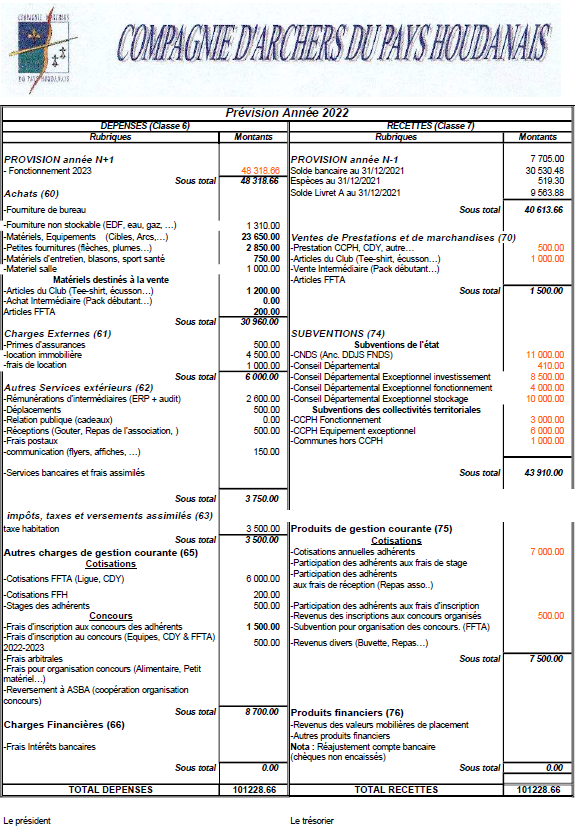 COMPAGNIE D'ARCHERS
DU PAYS HOUDANAIS
COMPAGNIE D'ARCHERS DU PAYS HOUDANAIS
Prévision Année 2022
DEPENSES (Classe 6)
Rubriques Montants
PROVISION année N+1
- Fonctionnement 2023 48 318.66
Sous total 48 318.66
Achats (60)
-Fourniture de bureau
-Fourniture non stockable (EDF, eau, gaz, …) 1 310.00
-Matériels, Equipements (Cibles, Arcs,…) 23 650.00
-Petites fournitures (flèches, plumes…) 2 850.00
-Matériels d'entretien, blasons, sport santé 750.00
-Materiel salle 1 000.00
Matériels destinés à la vente
-Articles du Club (Tee-shirt, écusson…) 1 200.00
-Achat Intermédiaire (Pack débutant…) 0.00
Articles FFTA 200.00
Sous total 30 960.00
Charges Externes (61)
-Primes d'assurances 500.00
-location immobilière 4 500.00
-frais de location 1 000.00
Sous total 6 000.00
Autres Services extérieurs (62)
-Rémunérations d'intermédiaires (ERP + audit) 2 600.00
-Déplacements 500.00
-Relation publique (cadeaux) 0.00
-Réceptions (Gouter, Repas de l'association, ) 500.00
-Frais postaux
-communication (flyers, affiches, …) 150.00
-Services bancaires et frais assimilés
Sous total 3 750.00
impôts, taxes et versements assimilés (63)
taxe habitation 3 500.00
Sous total 3 500.00
Autres charges de gestion courante (65)
Cotisations
-Cotisations FFTA (Ligue, CDY) 6 000.00
-Cotisations FFH 200.00
-Stages des adhérents 500.00
Concours
-Frais d'inscription aux concours des adhérents 1 500.00
-Frais d'inscription au concours (Equipes, CDY & FFTA)
2022-2023 500.00
-Frais arbitrales
-Frais pour organisation concours (Alimentaire, Petit
matériel…)
-Reversement à ASBA (coopération organisation
concours)
Sous total 8 700.00
Charges Financières (66)
-Frais Intérêts bancaires
Sous total 0.00
TOTAL DEPENSES 101228.66
RECETTES (Classe 7)
Rubriques Montants
PROVISION année N-1 7 705.00
Solde bancaire au 31/12/2021 30 530.48
Espèces au 31/12/2021 519.30
Solde Livret A au 31/12/2021 9 563.88
Sous total 40 613.66
Ventes de Prestations et de marchandises (70)
-Prestation CCPH, CDY, autre… 500.00
-Articles du Club (Tee-shirt, écusson…) 1 000.00
-Vente Intermédiaire (Pack débutant…)
-Articles FFTA
Sous total 1 500.00
SUBVENTIONS (74)
Subventions de l'état
-CNDS (Anc. DDJS FNDS) 11 000.00
-Conseil Départemental 410.00
-Conseil Départemental Exceptionnel investissement 8 500.00
-Conseil Départemental Exceptionnel fonctionnement 4 000.00
-Conseil Départemental Exceptionnel stockage 10 000.00
Subventions des collectivités territoriales
-CCPH Fonctionnement 3 000.00
-CCPH Equipement exceptionnel 6 000.00
-Communes hors CCPH 1 000.00
Sous total 43 910.00
Produits de gestion courante (75)
Cotisations
-Cotisations annuelles adhérents 7 000.00
-Participation des adhérents aux frais de stage
-Participation des adhérents
aux frais de réception (Repas asso..)
-Participation des adhérents aux frais d'inscription
-Revenus des inscriptions aux concours organisés 500.00
-Subvention pour organisation des concours. (FFTA)
-Revenus divers (Buvette, Repas…)
Sous total 7 500.00
Produits financiers (76)
-Revenus des valeurs mobilières de placement
-Autres produits financiers
Nota : Réajustement compte bancaire
(chèques non encaissés)
Sous total 0.00
TOTAL RECETTES 101228.66
Le président
Le trésorier